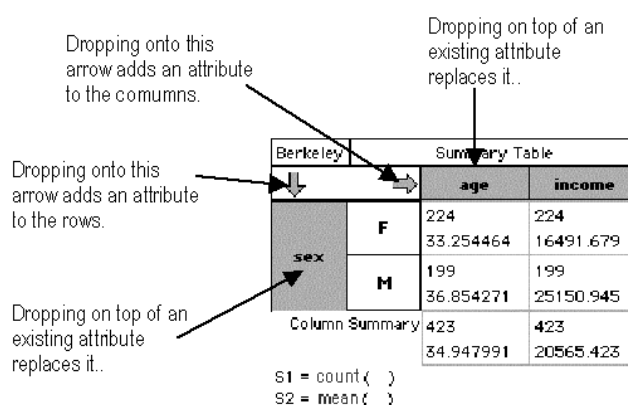 Dropping onto this
arrow adds an attribute
to the comumns.
Dropping on top of an
existing attribute
replaces it..
Dropping onto this
arrow adds an attribute
to the rows.
Dropping on top of an
existing attribute
replaces it..
Berkeley Summary Table
age income
sex
F 224 224
33.254464 16491.679
M 199 199
36.854271 25150.945
Column Summary 423 423
34.947991 20565.423
S1 = count( )
S2 = mean( )